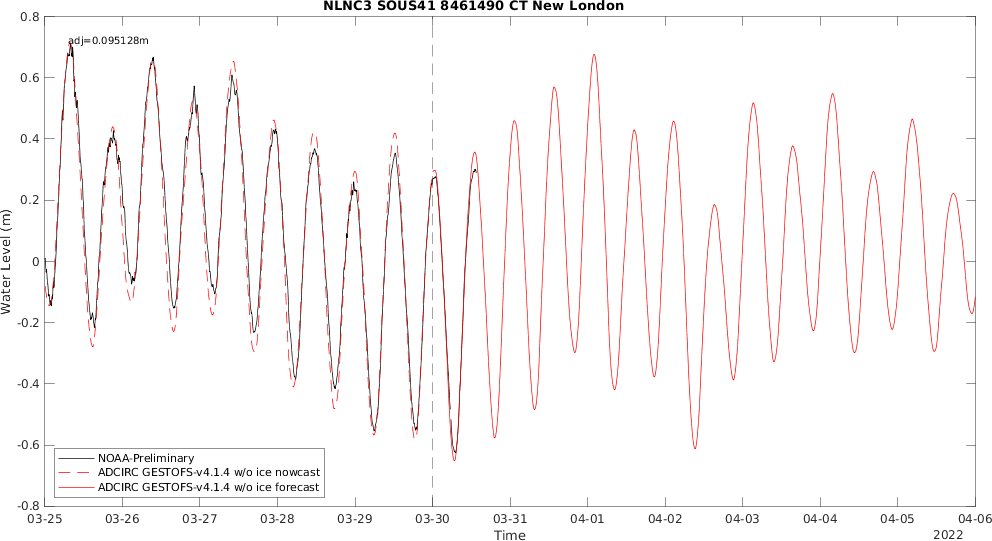 NLNC3 SOUS41 8461490 CT New London
adj=0.095128m
0.8
0.6
0.4
0.2
0
-0.2
-0.4
-0.6
-0.8
Water Level (m)
NOAA-Preliminary
ADCIRC GESTOFS-v4.1.4 w/o ice nowcast
ADCIRC GESTOFS-v4.1.4 w/o ice forecast
03-25 03-26 03-27 03-28 03-29 03-30 03-31 04-01 04-02 04-03 04-04 04-05 04-06
Time
2022